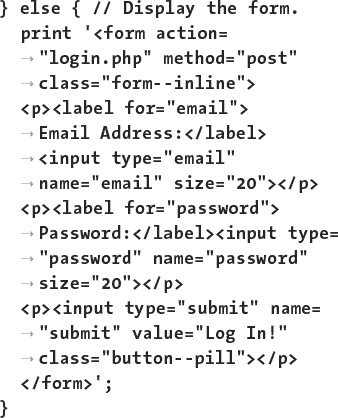 } else { // Display the form.
print '<form action=
→ "login.php" method="post"
→ class="form--inline">
<p><label for="email">
→ Email Address:</label>
→ <input type="email"
→ name="email" size="20"></p>
<p><label for="password">
→ Password:</label><input type=
→ "password" name="password"
→ size="20"></p>
<p><input type="submit" name=
→ "submit" value="Log In!"
→ class="button--pill"></p>
</form>';
}